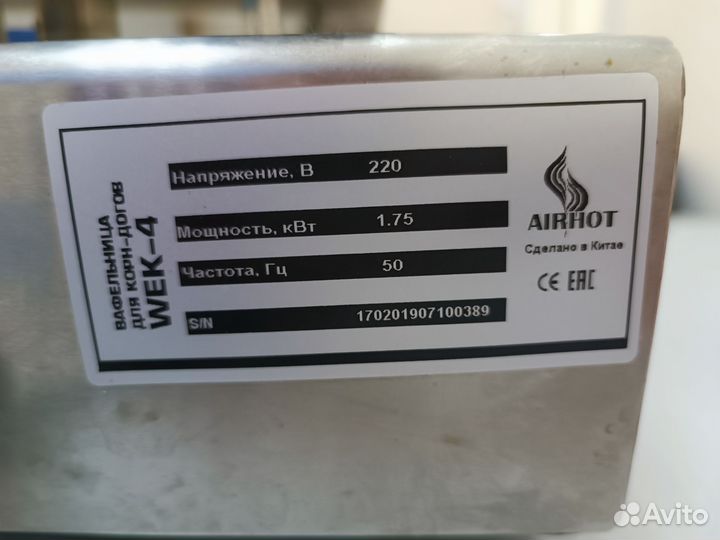 ВАФЕЛЬНИЦА
ДЛЯ КОРН-ДОГОВ
WEK-4
Напряжение, В 220
Мощность, кВт 1.75
Частота, Гц 50
S/N 170201907100389
AIRHOT
Сделано в Китае
CE EAC
Avito